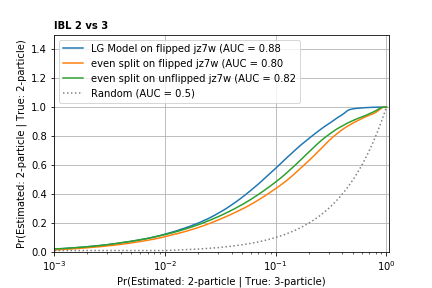 IBL 2 vs 3
Pr(Estimated: 2-particle | True: 2-particle)
1.4
1.2
1.0
0.8
0.6
0.4
0.2
0.0
LG Model on flipped jz7w (AUC = 0.88
even split on flipped jz7w (AUC = 0.80
even split on unflipped jz7w (AUC = 0.82
Random (AUC = 0.5)
10⁻³ 10⁻² 10⁻¹ 10⁰
Pr(Estimated: 2-particle | True: 3-particle)